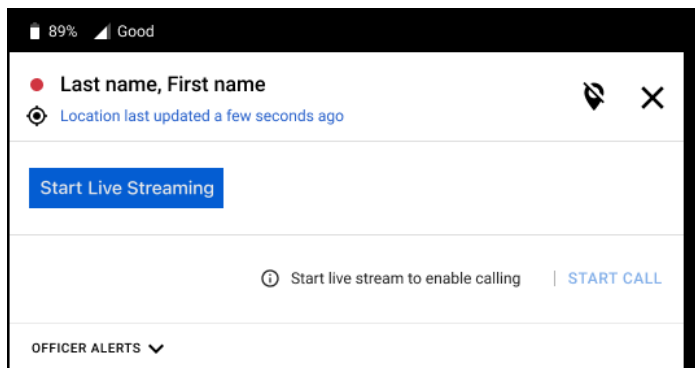 89% Good
Last name, First name
Location last updated a few seconds ago
Start Live Streaming
Start live stream to enable calling | START CALL
OFFICER ALERTS